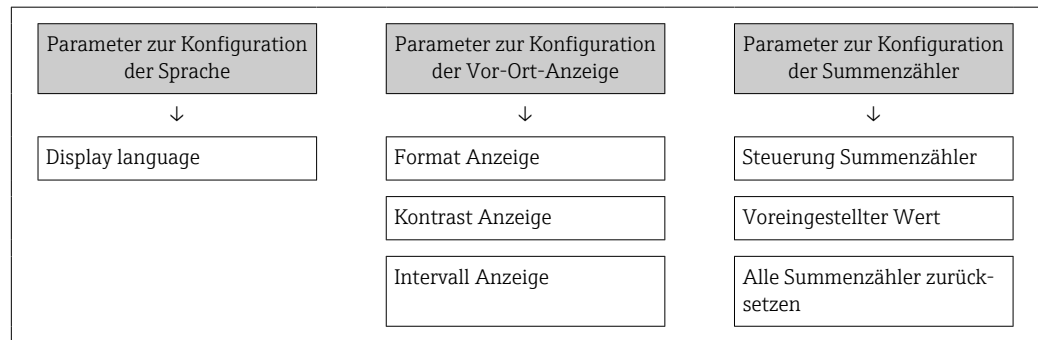 Parameter zur Konfiguration
der Sprache
↓
Display language
Parameter zur Konfiguration
der Vor-Ort-Anzeige
↓
Format Anzeige
Kontrast Anzeige
Intervall Anzeige
Parameter zur Konfiguration
der Summenzähler
↓
Steuerung Summenzähler
Voreingestellter Wert
Alle Summenzähler zurück-
setzen